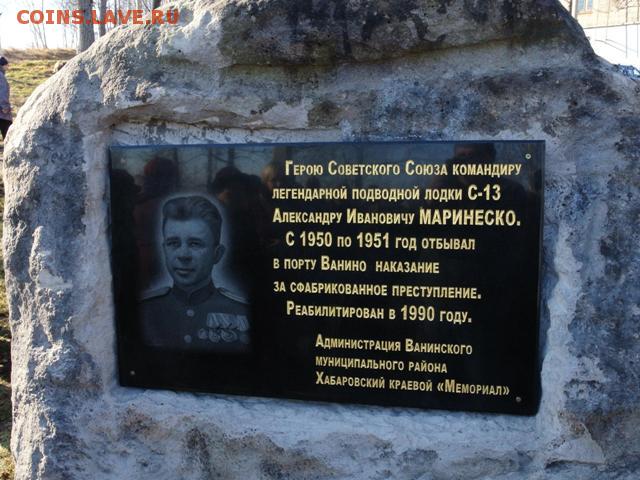 COINS.LAVE.RU
Герою Советского Союза командиру
легендарной подводной лодки С-13
Александру Ивановичу МАРИНЕСКО.
С 1950 по 1951 год отбывал
в порту Ванино наказание
за сфабрикованное преступление.
Реабилитирован в 1990 году.
Администрация Ванинского
муниципального района
Хабаровский краевой «Мемориал»